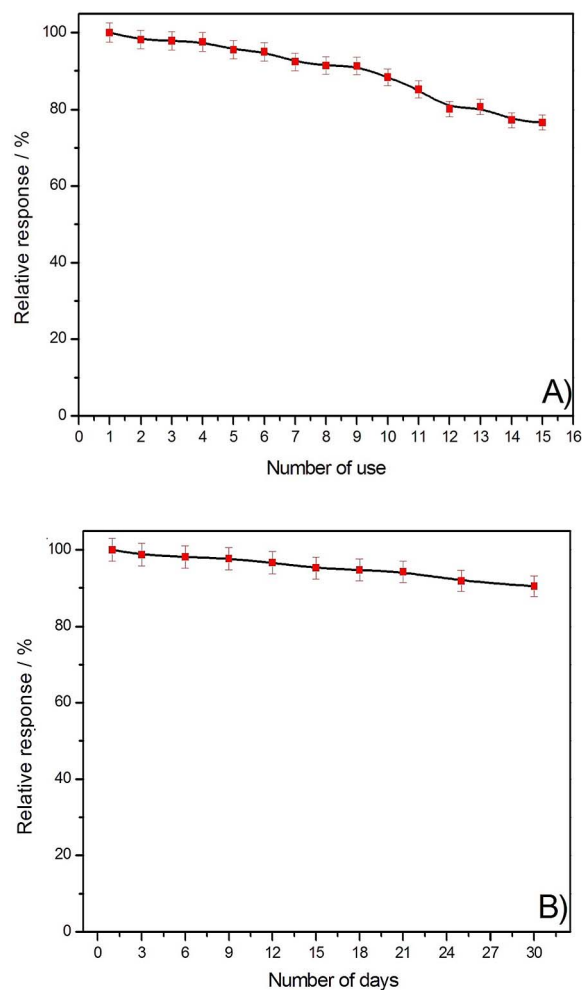 100
80
60
40
20
0
Relative response / %
A)
0 1 2 3 4 5 6 7 8 9 10 11 12 13 14 15 16
Number of use
100
80
60
40
20
0
Relative response / %
B)
0 3 6 9 12 15 18 21 24 27 30
Number of days